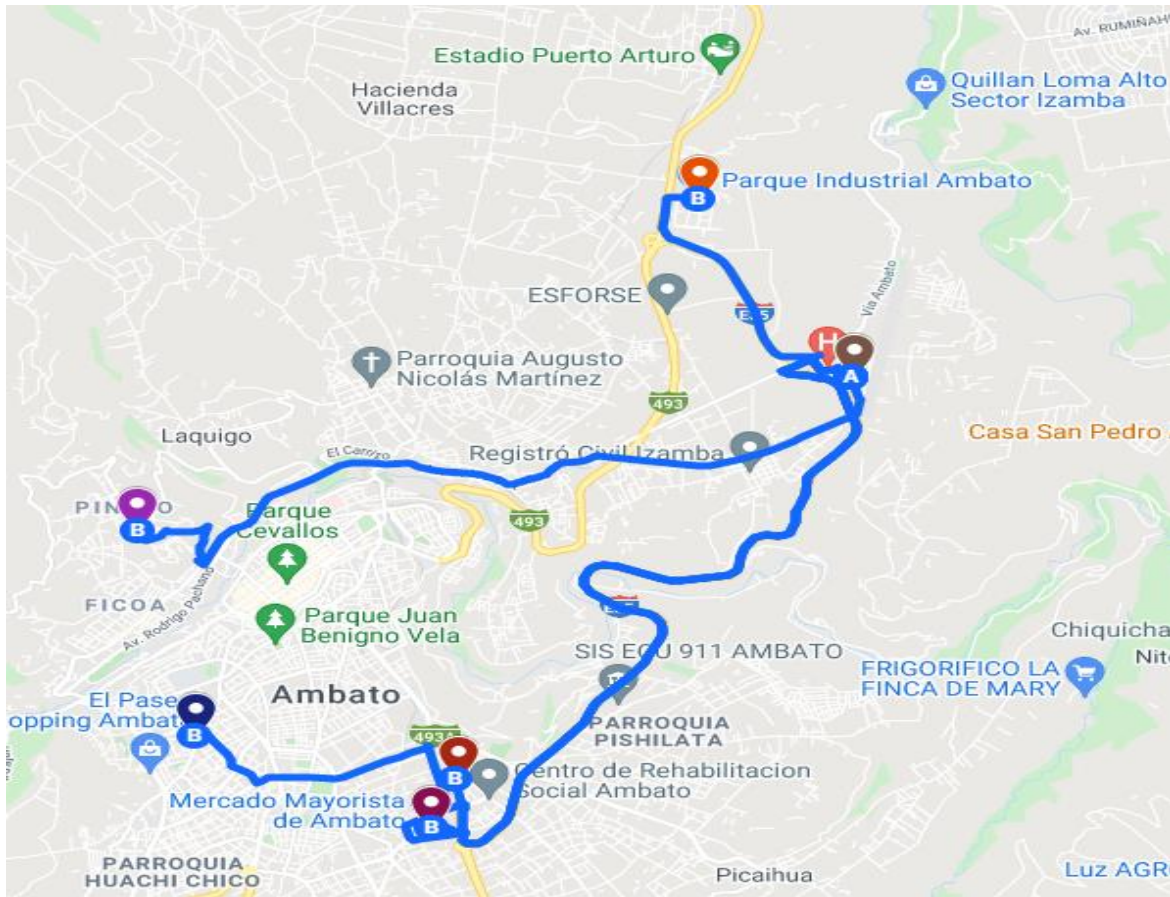 Av. RUMIÑAH
Estadio Puerto Arturo
Hacienda
Villacres
Quillan Loma Alto
Sector Izamba
B
Parque Industrial Ambato
ESFORSE
E35
Vía Ambato
H
A
Parroquia Augusto
Nicolás Martínez
493
Laquigo
El Carrizo
Registró Civil Izamba
Casa San Pedro
B
Parque
Cevallos
493
FICOA
Av. Rodrigo Pachano
Parque Juan
Benigno Vela
Chiquicha
Nit
SIS ECU 911 AMBATO
FRIGORIFICO LA
FINCA DE MARY
El Pase
opping Ambat
B
Ambato
493A
PARROQUIA
PISHILATA
B
Centro de Rehabilitacion
Social Ambato
Mercado Mayorista
de Ambato
B
PARROQUIA
HUACHI CHICO
Picaihua
Luz AGR